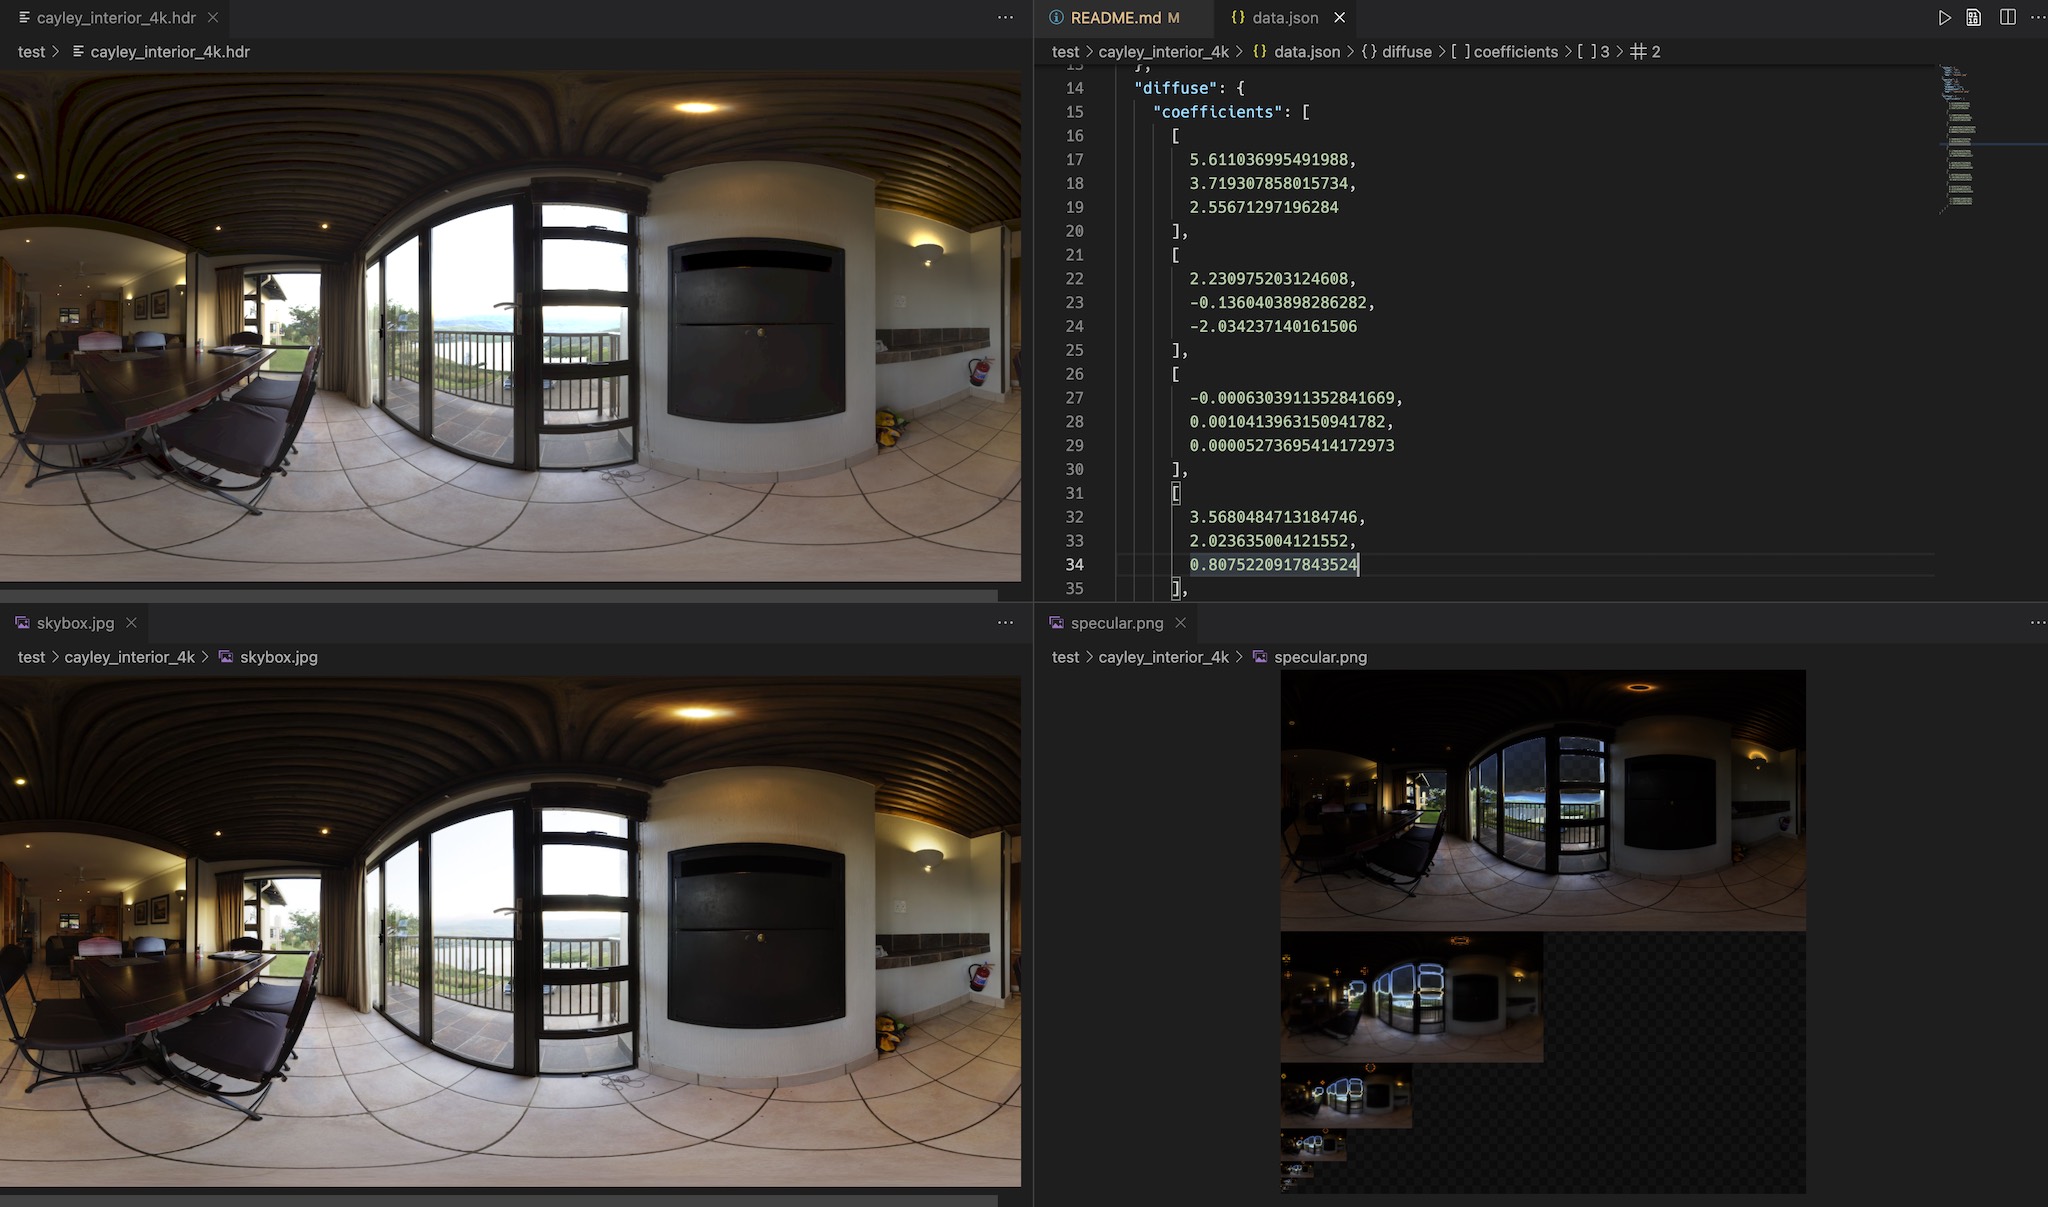 cayley_interior_4k.hdr
test > cayley_interior_4k.hdr
README.md M
{} data.json
test > cayley_interior_4k > {} data.json > {} diffuse > [ ] coefficients > [ ] 3 > # 2
13 },
14 "diffuse": {
15 "coefficients": [
16 [
17 5.611036995491988,
18 3.719307858015734,
19 2.55671297196284
20 ],
21 [
22 2.230975203124608,
23 -0.1360403898286282,
24 -2.034237140161506
25 ],
26 [
27 -0.0006303911352841669,
28 0.0010413963150941782,
29 0.00005273695414172973
30 ],
31 [
32 3.5680484713184746,
33 2.023635004121552,
34 0.8075220917843524
35 ],
skybox.jpg
test > cayley_interior_4k > skybox.jpg
specular.png
test > cayley_interior_4k > specular.png